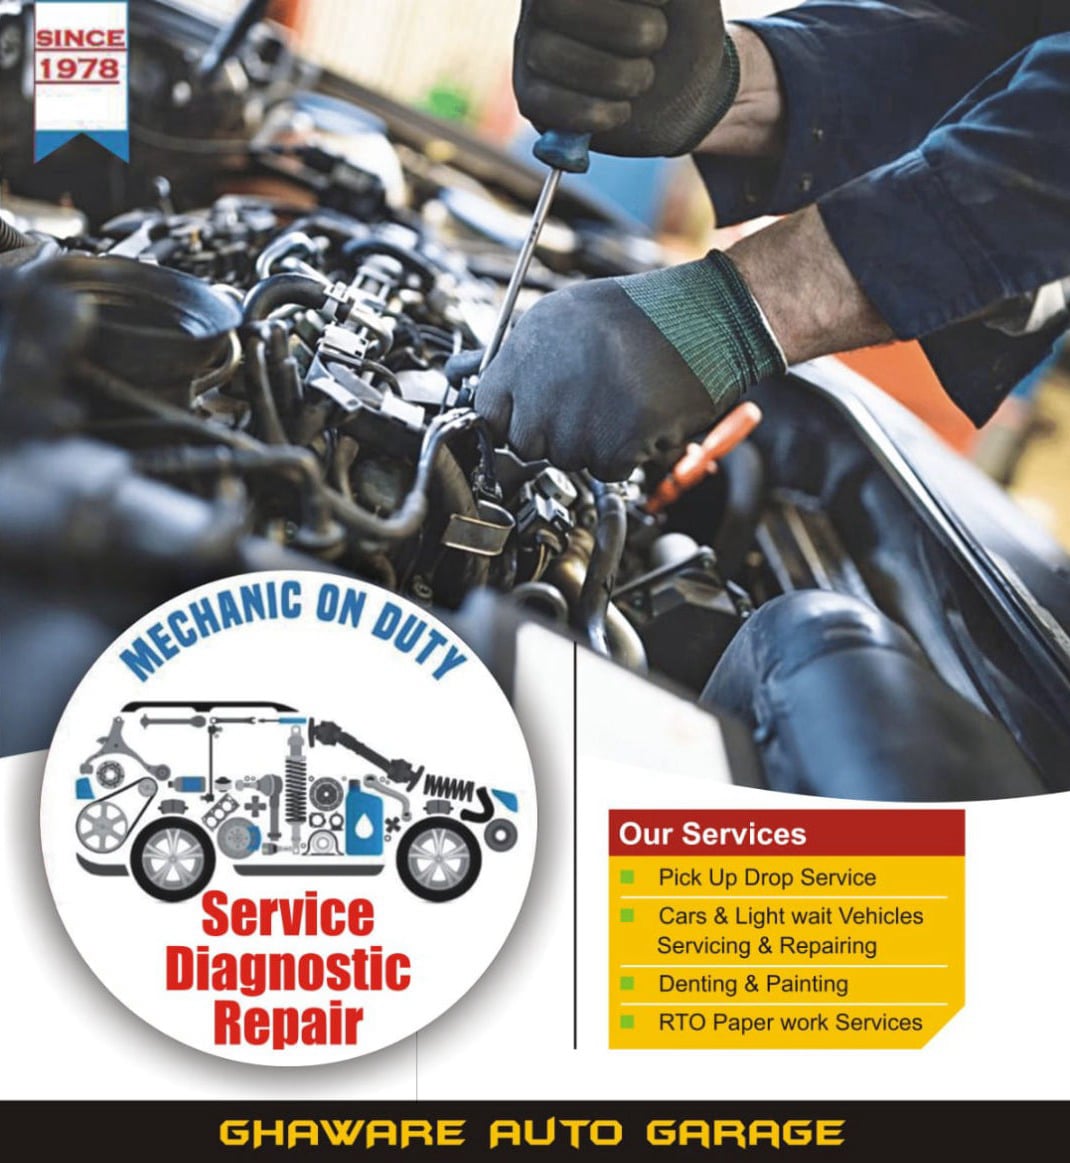 SINCE
1978
MECHANIC ON DUTY
Service
Diagnostic
Repair
Our Services
Pick Up Drop Service
Cars & Light wait Vehicles
Servicing & Repairing
Denting & Painting
RTO Paper work Services
GHAWARE AUTO GARAGE